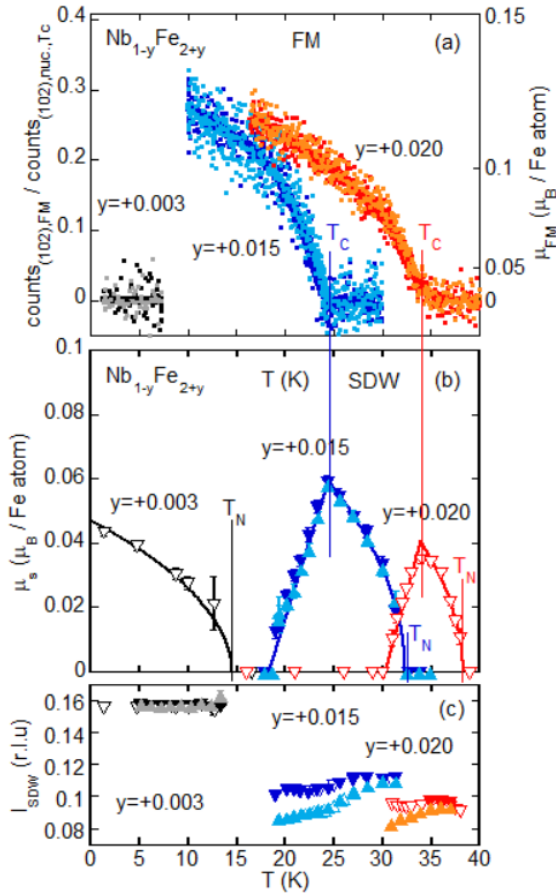 Nb1-yFe2+y FM (a)
counts(102),FM / counts(102),nuc.,Tc
μFM (μB / Fe atom)
0.4
0.3
0.2
0.1
0
0.15
0.1
0.05
0
y=+0.020
y=+0.003
y=+0.015
TC
TC
Nb1-yFe2+y T (K) SDW (b)
μs (μB / Fe atom)
0.1
0.08
0.06
0.04
0.02
0
y=+0.015
y=+0.003
TN
y=+0.020
TN
TN
(c)
lSDW (r.l.u)
0.16
0.14
0.12
0.1
0.08
y=+0.015
y=+0.020
y=+0.003
0 5 10 15 20 25 30 35 40
T (K)